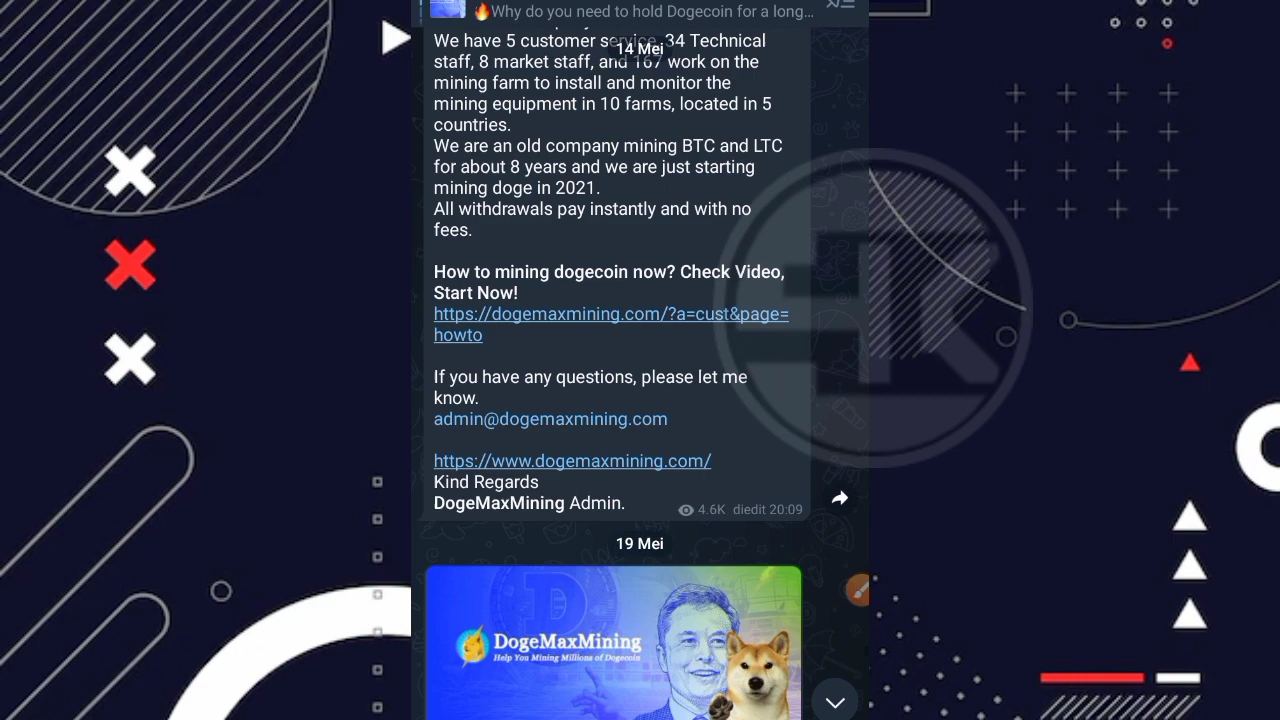 🔥Why do you need to hold Dogecoin for a long...
We have 5 customer service, 34 Technical
14 Mei
staff, 8 market staff, and 167 work on the
mining farm to install and monitor the
mining equipment in 10 farms, located in 5
countries.
We are an old company mining BTC and LTC
for about 8 years and we are just starting
mining doge in 2021.
All withdrawals pay instantly and with no
fees.
How to mining dogecoin now? Check Video,
Start Now!
https://dogemaxmining.com/?a=cust&page=
howto
If you have any questions, please let me
know.
admin@dogemaxmining.com
https://www.dogemaxmining.com/
Kind Regards
DogeMaxMining Admin.
4.6K diedit 20:09
19 Mei
DogeMaxMining
Help You Mining Millions of Dogecoin